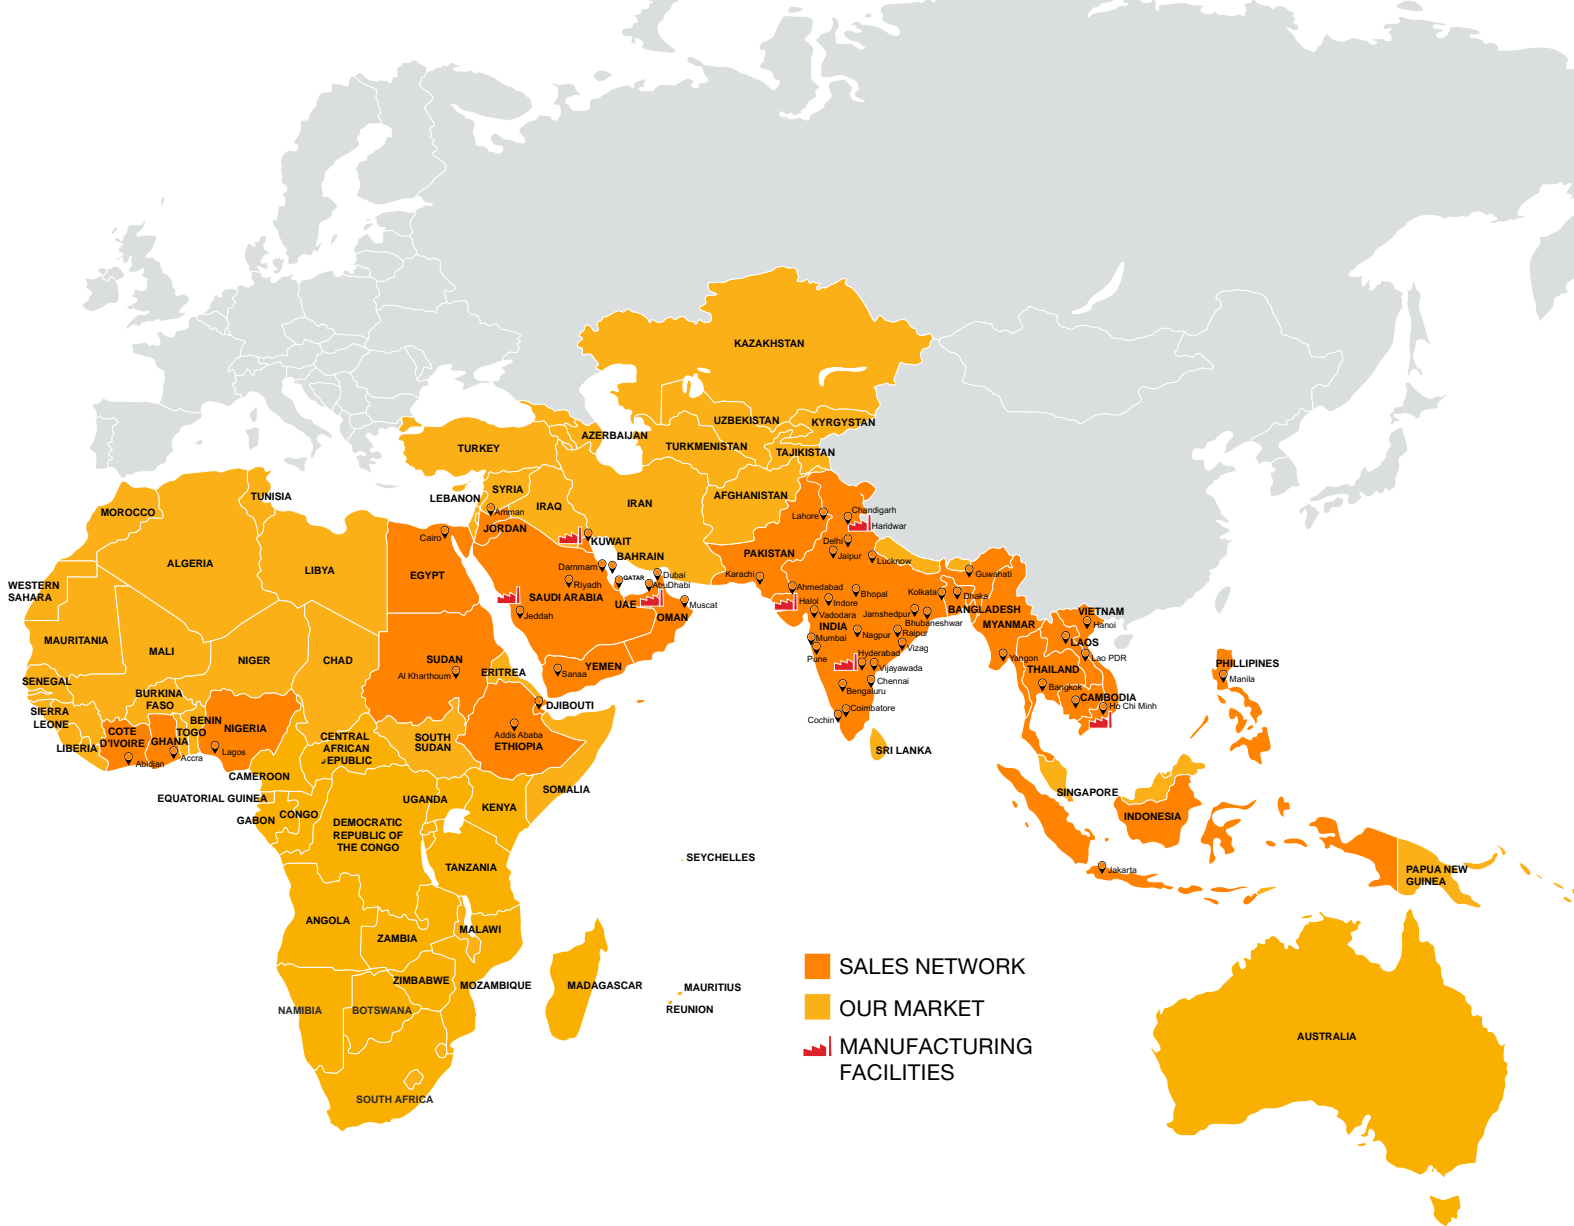 KAZAKHSTAN
UZBEKISTAN
KYRGYSTAN
AZERBAIJAN
TURKMENISTAN
TAJIKISTAN
TURKEY
SYRIA
LEBANON
IRAQ
IRAN
AFGHANISTAN
TUNISIA
MOROCCO
Amman
JORDAN
Cairo
KUWAIT
BAHRAIN
Lahore
Chandigarh
Haridwar
Delhi
Jaipur
PAKISTAN
Lucknow
ALGERIA
LIBYA
EGYPT
Dammam
Riyadh
QATAR
Dubai
AbuDhabi
Karachi
Guwahati
WESTERN
SAHARA
SAUDI ARABIA
UAE
Muscat
OMAN
Jeddah
Ahmedabad
Halol
Indore
Bhopal
Vadodara
Kolkata
Dhaka
Jamshedpur
BANGLADESH
Bhubaneshwar
INDIA
Mumbai
Nagpur
Raipur
Vizag
Pune
Hyderabad
Vijayawada
Chennai
Bengaluru
Coimbatore
Cochin
MYANMAR
VIETNAM
Hanoi
LAOS
Lao PDR
Yangon
THAILAND
Bangkok
CAMBODIA
Ho Chi Minh
PHILLIPINES
Manila
MAURITANIA
MALI
NIGER
CHAD
SUDAN
Al Kharthoum
ERITREA
YEMEN
Sanaa
SENEGAL
BURKINA
FASO
DJIBOUTI
SIERRA
LEONE
BENIN
TOGO
NIGERIA
Lagos
COTE
D'IVOIRE
GHANA
Accra
Abidjan
LIBERIA
CENTRAL
AFRICAN
EPUBLIC
SOUTH
SUDAN
Addis Ababa
ETHIOPIA
SRI LANKA
CAMEROON
EQUATORIAL GUINEA
GABON
CONGO
UGANDA
KENYA
SOMALIA
SINGAPORE
INDONESIA
DEMOCRATIC
REPUBLIC OF
THE CONGO
TANZANIA
SEYCHELLES
Jakarta
PAPUA NEW
GUINEA
ANGOLA
ZAMBIA
MALAWI
ZIMBABWE
MOZAMBIQUE
MADAGASCAR
MAURITIUS
REUNION
NAMIBIA
BOTSWANA
SOUTH AFRICA
AUSTRALIA
SALES NETWORK
OUR MARKET
MANUFACTURING
FACILITIES